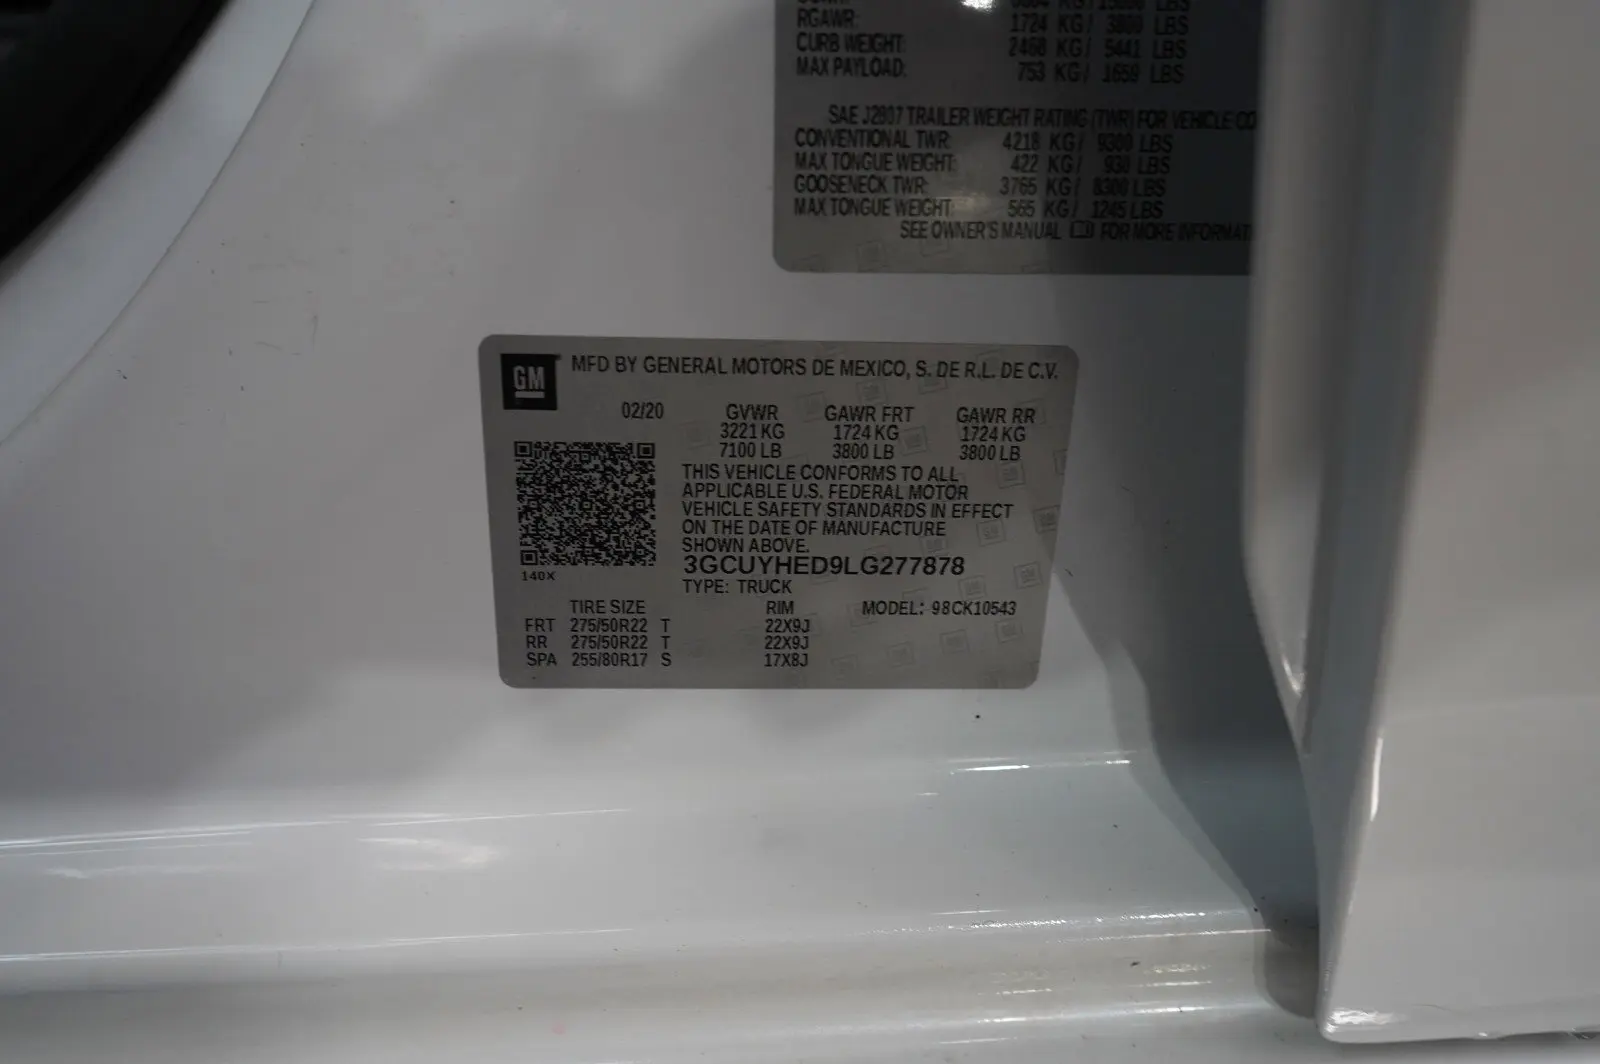 RGAWR: 1724 KG/ 3800 LBS
CURB WEIGHT: 2468 KG/ 5441 LBS
MAX PAYLOAD: 753 KG/ 1659 LBS
SAE J2807 TRAILER WEIGHT RATING (TWR) FOR VEHICLE
CONVENTIONAL TWR: 4218 KG/ 9300 LBS
MAX TONGUE WEIGHT: 422 KG/ 930 LBS
GOOSENECK TWR: 3765 KG/ 8300 LBS
MAX TONGUE WEIGHT: 565 KG/ 1245 LBS
SEE OWNER'S MANUAL FOR MORE
GM
MFD BY GENERAL MOTORS DE MEXICO, S. DE R.L. DE C.V.
02/20 GVWR GAWR FRT GAWR RR
3221 KG 1724 KG 1724 KG
7100 LB 3800 LB 3800 LB
THIS VEHICLE CONFORMS TO ALL
APPLICABLE U.S. FEDERAL MOTOR
VEHICLE SAFETY STANDARDS IN EFFECT
ON THE DATE OF MANUFACTURE
SHOWN ABOVE.
3GCUYHED9LG277878
140X
TYPE: TRUCK
TIRE SIZE RIM MODEL: 98CK10543
FRT 275/50R22 T 22X9J
RR 275/50R22 T 22X9J
SPA 255/80R17 S 17X8J